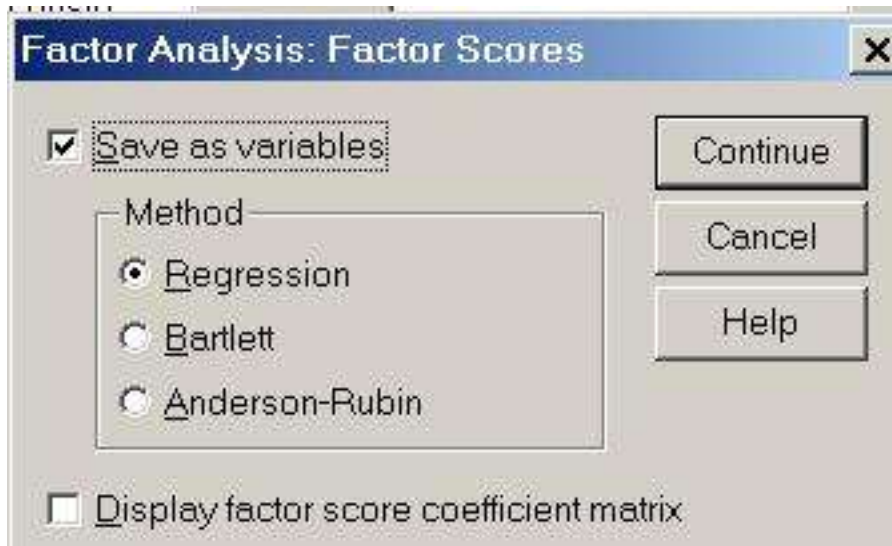 Factor Analysis: Factor Scores
Save as variables
Continue
Method
Cancel
Regression
Help
Bartlett
Anderson-Rubin
Display factor score coefficient matrix